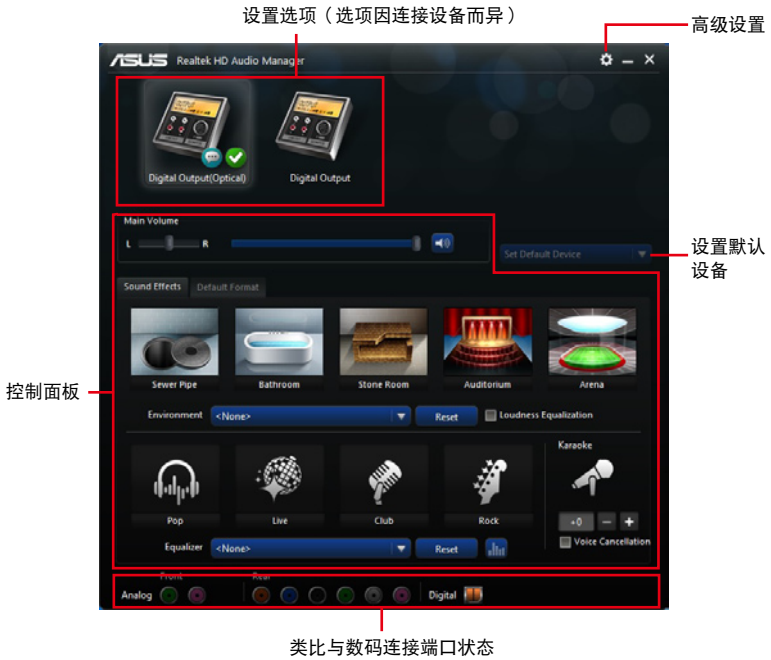 设置选项（选项因连接设备而异）
高级设置
ASUS Realtek HD Audio Manager
Digital Output(Optical)
Digital Output
Main Volume
L R
Set Default Device
设置默认
设备
Sound Effects Default Format
控制面板
Sewer Pipe Bathroom Stone Room Auditorium Arena
Environment <None> Reset Loudness Equalization
Karaoke
Pop Live Club Rock
+0 − +
Equalizer <None> Reset Voice Cancellation
Front Rear
Analog Digital
类比与数码连接端口状态